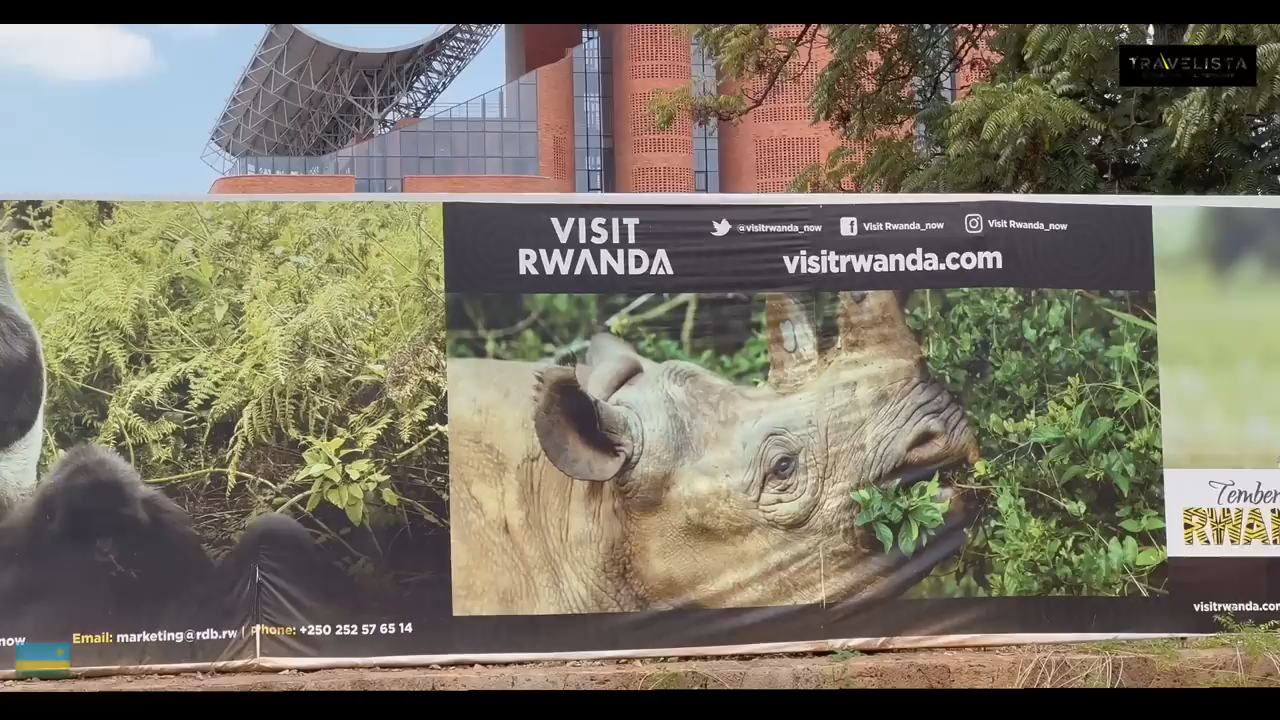 TRAVELISTA
VISIT
RWANDA
@visitrwanda_now
Visit Rwanda_now
Visit Rwanda_now
visitrwanda.com
Tember
RWA
now
Email: marketing@rdb.rw | Phone: +250 252 57 65 14
visitrwanda.com